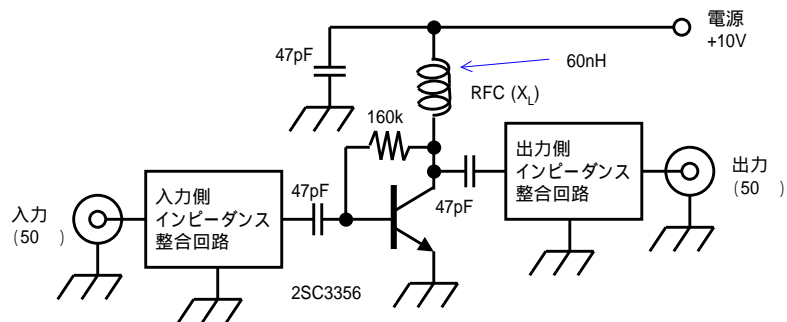 電源
+10V
47pF
60nH
RFC (XL)
160k
出力側
インピーダンス
整合回路
出力
(50 )
入力側
インピーダンス
整合回路
47pF
47pF
入力
(50 )
2SC3356